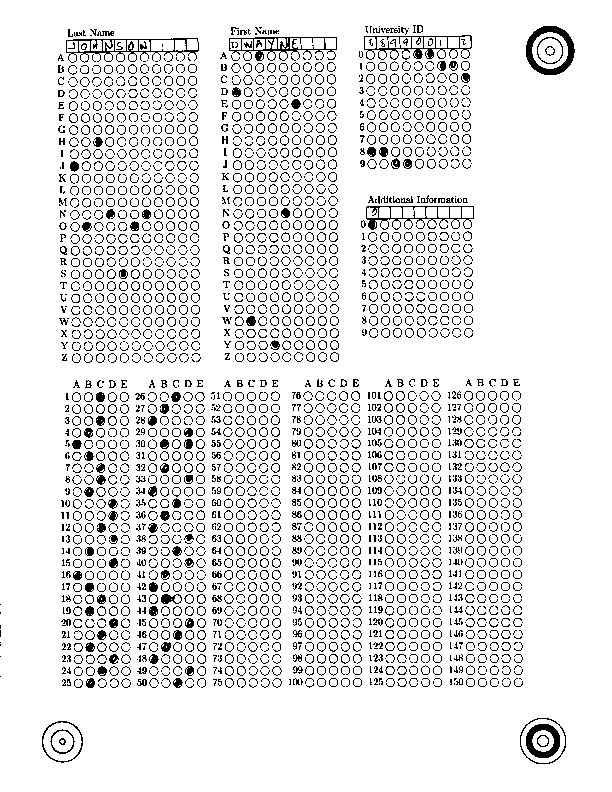 Last Name First Name University ID
JOHNSON DWAYNE 88990012
A A 0
B B 1
C C 2
D D 3
E E 4
F F 5
G G 6
H H 7
I I 8
J J 9
K K
L L
M M Additional Information
N N 0
O O 0
P P 1
Q Q 2
R R 3
S S 4
T T 5
U U 6
V V 7
W W 8
X X 9
Y Y
Z Z
A B C D E A B C D E A B C D E A B C D E A B C D E A B C D E
1 26 51 76 101 126
2 27 52 77 102 127
3 28 53 78 103 128
4 29 54 79 104 129
5 30 55 80 105 130
6 31 56 81 106 131
7 32 57 82 107 132
8 33 58 83 108 133
9 34 59 84 109 134
10 35 60 85 110 135
11 36 61 86 111 136
12 37 62 87 112 137
13 38 63 88 113 138
14 39 64 89 114 139
15 40 65 90 115 140
16 41 66 91 116 141
17 42 67 92 117 142
18 43 68 93 118 143
19 44 69 94 119 144
20 45 70 95 120 145
21 46 71 96 121 146
22 47 72 97 122 147
23 48 73 98 123 148
24 49 74 99 124 149
25 50 75 100 125 150